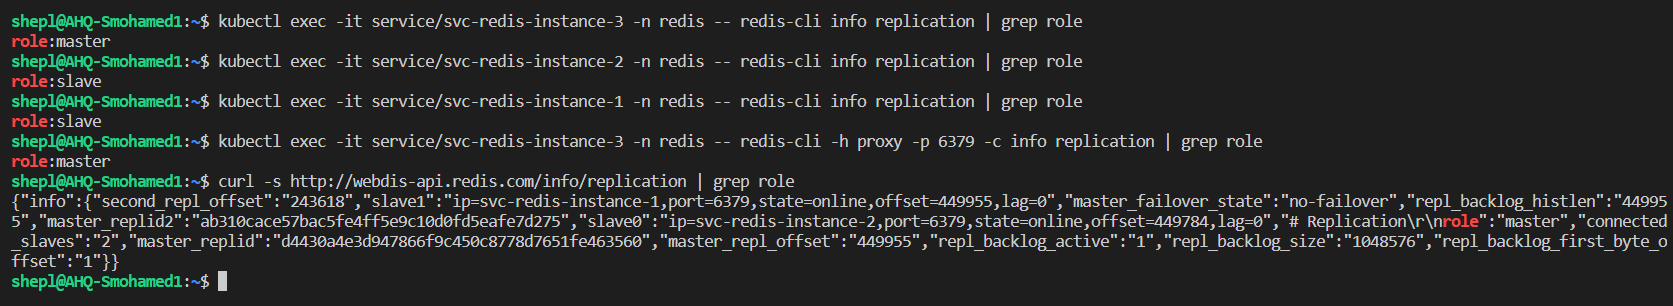 shepl@AHQ-Smohamed1:~$ kubectl exec -it service/svc-redis-instance-3 -n redis -- redis-cli info replication | grep role
role:master
shepl@AHQ-Smohamed1:~$ kubectl exec -it service/svc-redis-instance-2 -n redis -- redis-cli info replication | grep role
role:slave
shepl@AHQ-Smohamed1:~$ kubectl exec -it service/svc-redis-instance-1 -n redis -- redis-cli info replication | grep role
role:slave
shepl@AHQ-Smohamed1:~$ kubectl exec -it service/svc-redis-instance-3 -n redis -- redis-cli -h proxy -p 6379 -c info replication | grep role
role:master
shepl@AHQ-Smohamed1:~$ curl -s http://webdis-api.redis.com/info/replication | grep role
{"info":{"second_repl_offset":"243618","slave1":"ip=svc-redis-instance-1,port=6379,state=online,offset=449955,lag=0","master_failover_state":"no-failover","repl_backlog_histlen":"44995
5","master_replid2":"ab310cace57bac5fe4ff5e9c10d0fd5eafe7d275","slave0":"ip=svc-redis-instance-2,port=6379,state=online,offset=449784,lag=0","# Replication\r\nrole":"master","connected
_slaves":"2","master_replid":"d4430a4e3d947866f9c450c8778d7651fe463560","master_repl_offset":"449955","repl_backlog_active":"1","repl_backlog_size":"1048576","repl_backlog_first_byte_o
ffset":"1"}}
shepl@AHQ-Smohamed1:~$